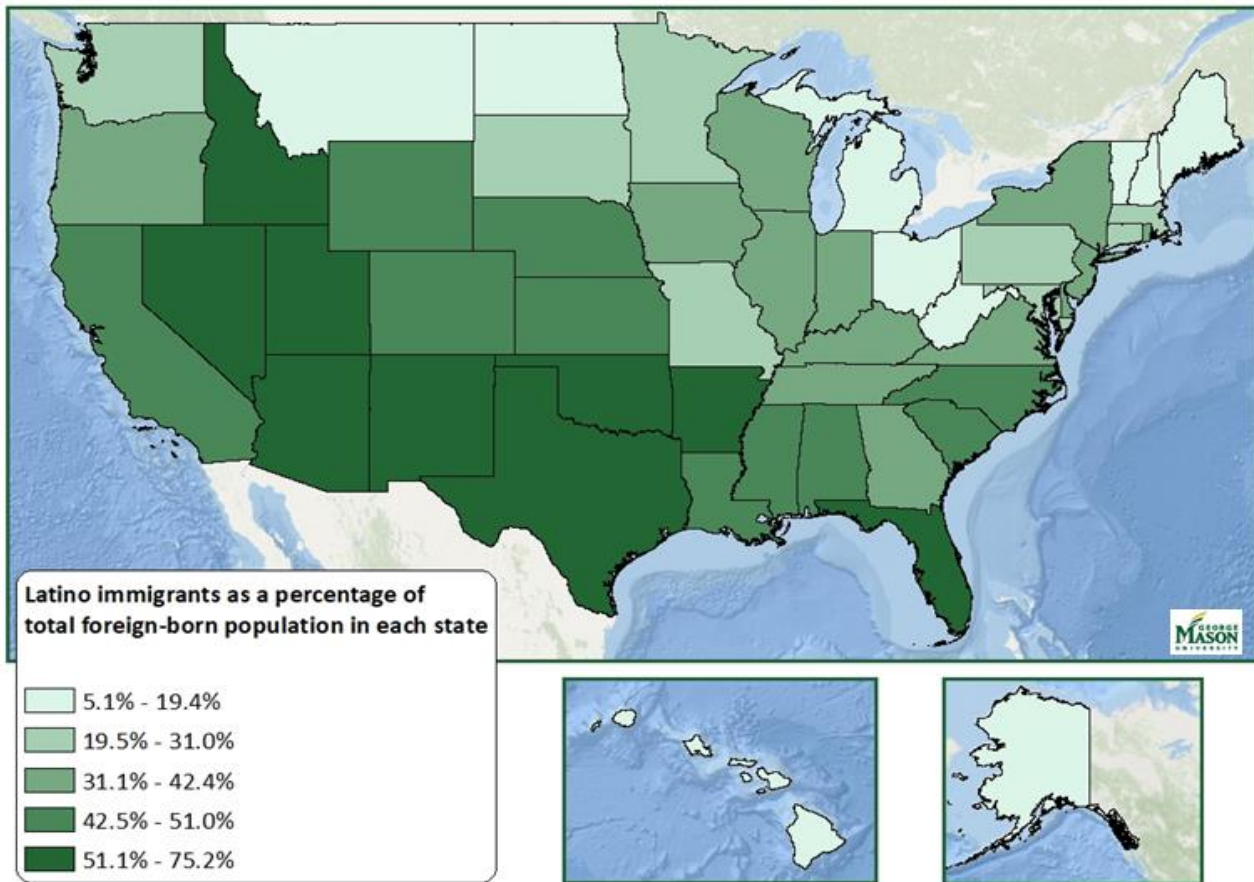 GEORGE
MASON
UNIVERSITY
Latino immigrants as a percentage of
total foreign-born population in each state
5.1% - 19.4%
19.5% - 31.0%
31.1% - 42.4%
42.5% - 51.0%
51.1% - 75.2%